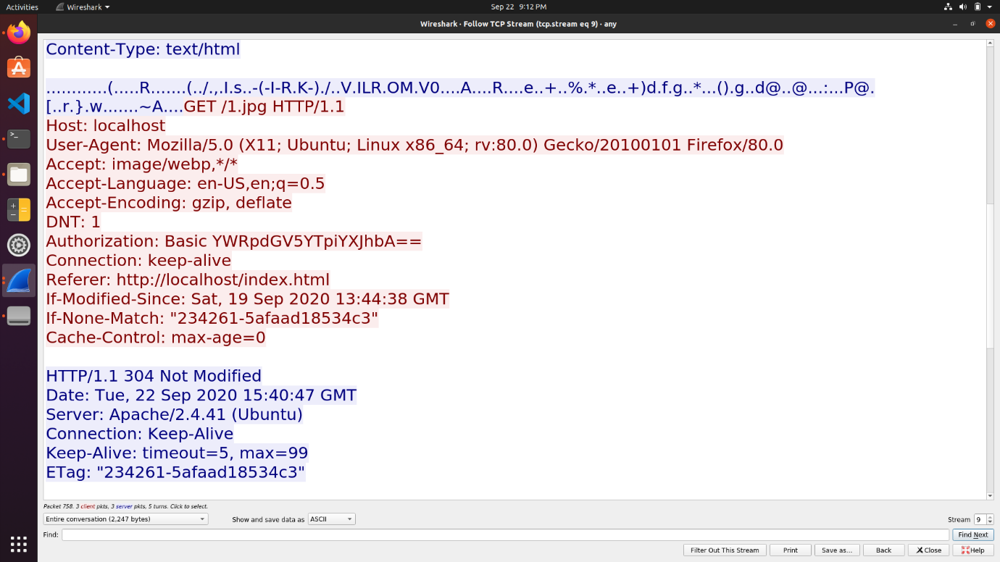 Activities Wireshark Sep 22 9:12 PM
Wireshark · Follow TCP Stream (tcp.stream eq 9) · any
Content-Type: text/html
............(.....R.......(../.,.I.s..-(-I-R.K-)./..V.ILR.OM.V0....A....R....e..+..%.*..e..+)d.f.g..*...().g..d@..@...:...P@.
[..r.}.w.......~A....GET /1.jpg HTTP/1.1
Host: localhost
User-Agent: Mozilla/5.0 (X11; Ubuntu; Linux x86_64; rv:80.0) Gecko/20100101 Firefox/80.0
Accept: image/webp,*/*
Accept-Language: en-US,en;q=0.5
Accept-Encoding: gzip, deflate
DNT: 1
Authorization: Basic YWRpdGV5YTpiYXJhbA==
Connection: keep-alive
Referer: http://localhost/index.html
If-Modified-Since: Sat, 19 Sep 2020 13:44:38 GMT
If-None-Match: "234261-5afaad18534c3"
Cache-Control: max-age=0
HTTP/1.1 304 Not Modified
Date: Tue, 22 Sep 2020 15:40:47 GMT
Server: Apache/2.4.41 (Ubuntu)
Connection: Keep-Alive
Keep-Alive: timeout=5, max=99
ETag: "234261-5afaad18534c3"
Packet 758. 3 client pkts, 3 server pkts, 5 turns. Click to select.
Entire conversation (2,247 bytes) Show and save data as ASCII Stream 9
Find: Find Next
Filter Out This Stream Print Save as... Back Close Help